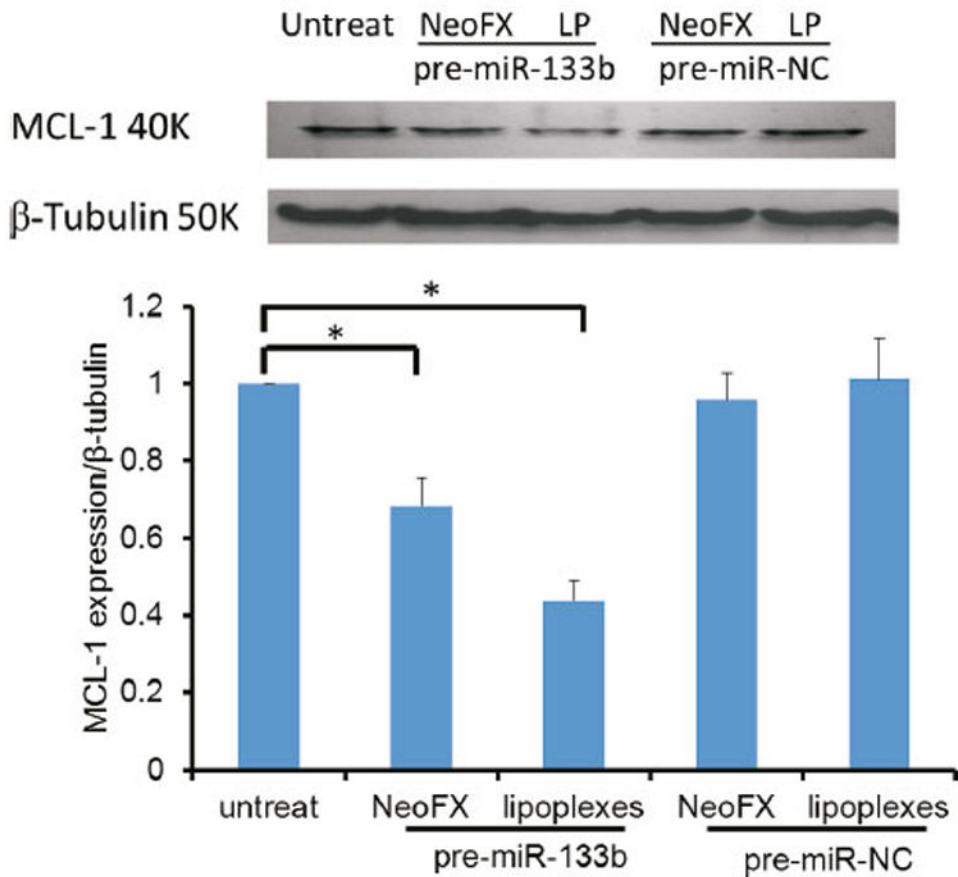 Untreat NeoFX LP NeoFX LP
pre-miR-133b pre-miR-NC
MCL-1 40K
β-Tubulin 50K
* 
*
1.2
1
0.8
0.6
0.4
0.2
0
MCL-1 expression/β-tubulin
untreat NeoFX lipoplexes NeoFX lipoplexes
pre-miR-133b pre-miR-NC